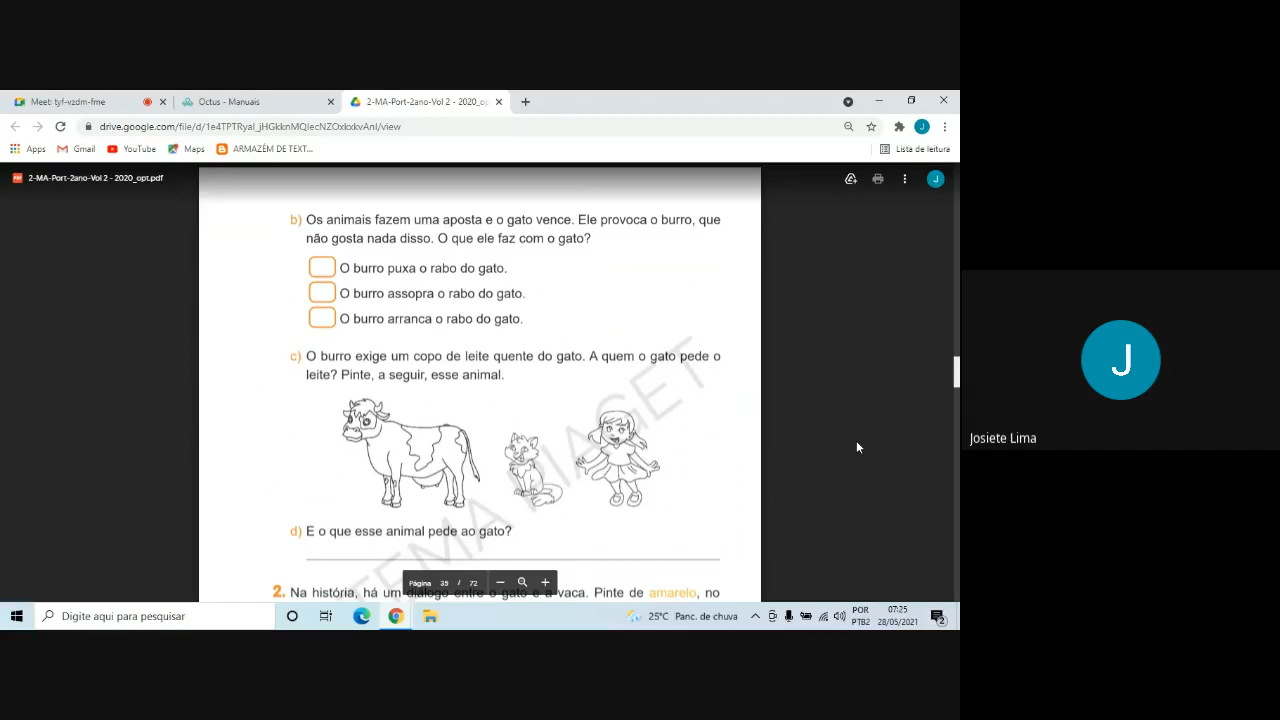 Meet: tyf-vzdm-fme
Octus - Manuais
2-MA-Port-2ano-Vol 2 - 2020_op
drive.google.com/file/d/1e4TPTRyal_jHGkknMQlecNZOxkxkvAnI/view
Apps
Gmail
YouTube
Maps
ARMAZÉM DE TEXT...
Lista de leitura
2-MA-Port-2ano-Vol 2 - 2020_opt.pdf
J
b) Os animais fazem uma aposta e o gato vence. Ele provoca o burro, que
não gosta nada disso. O que ele faz com o gato?
O burro puxa o rabo do gato.
O burro assopra o rabo do gato.
O burro arranca o rabo do gato.
c) O burro exige um copo de leite quente do gato. A quem o gato pede o
leite? Pinte, a seguir, esse animal.
d) E o que esse animal pede ao gato?
TEMA PIAGET
2. Na história, há um diálogo entre o gato e a vaca. Pinte de amarelo, no
Página 35 / 72
J
Josiete Lima
Digite aqui para pesquisar
25°C Panc. de chuva
POR
PTB2
07:25
28/05/2021
2